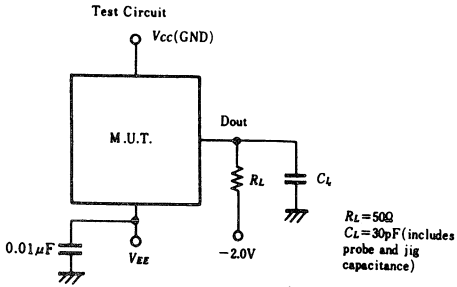 Test Circuit
Vcc(GND)
M.U.T.
Dout
RL
CL
RL=50Ω
CL=30pF(includes
probe and jig
capacitance)
0.01μF
VEE
−2.0V